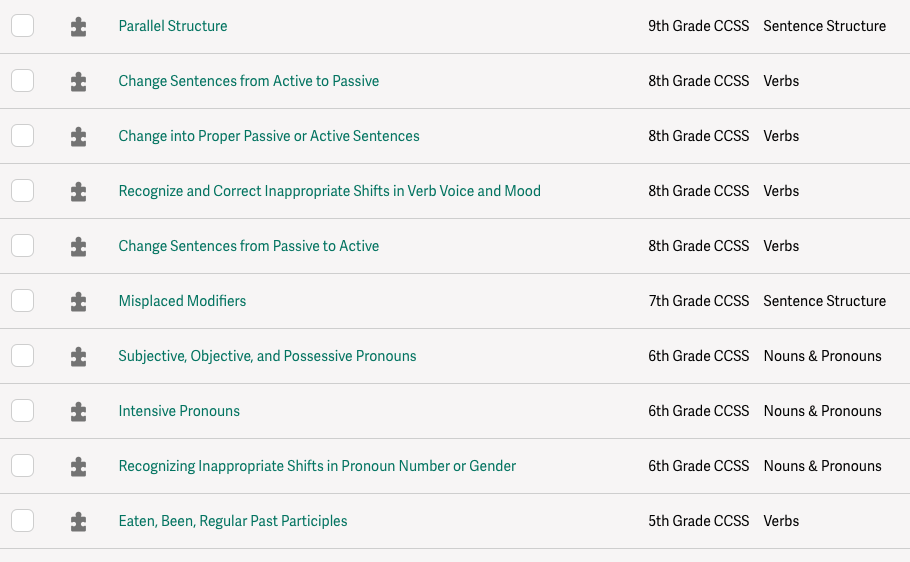 Parallel Structure 9th Grade CCSS Sentence Structure
Change Sentences from Active to Passive 8th Grade CCSS Verbs
Change into Proper Passive or Active Sentences 8th Grade CCSS Verbs
Recognize and Correct Inappropriate Shifts in Verb Voice and Mood 8th Grade CCSS Verbs
Change Sentences from Passive to Active 8th Grade CCSS Verbs
Misplaced Modifiers 7th Grade CCSS Sentence Structure
Subjective, Objective, and Possessive Pronouns 6th Grade CCSS Nouns & Pronouns
Intensive Pronouns 6th Grade CCSS Nouns & Pronouns
Recognizing Inappropriate Shifts in Pronoun Number or Gender 6th Grade CCSS Nouns & Pronouns
Eaten, Been, Regular Past Participles 5th Grade CCSS Verbs